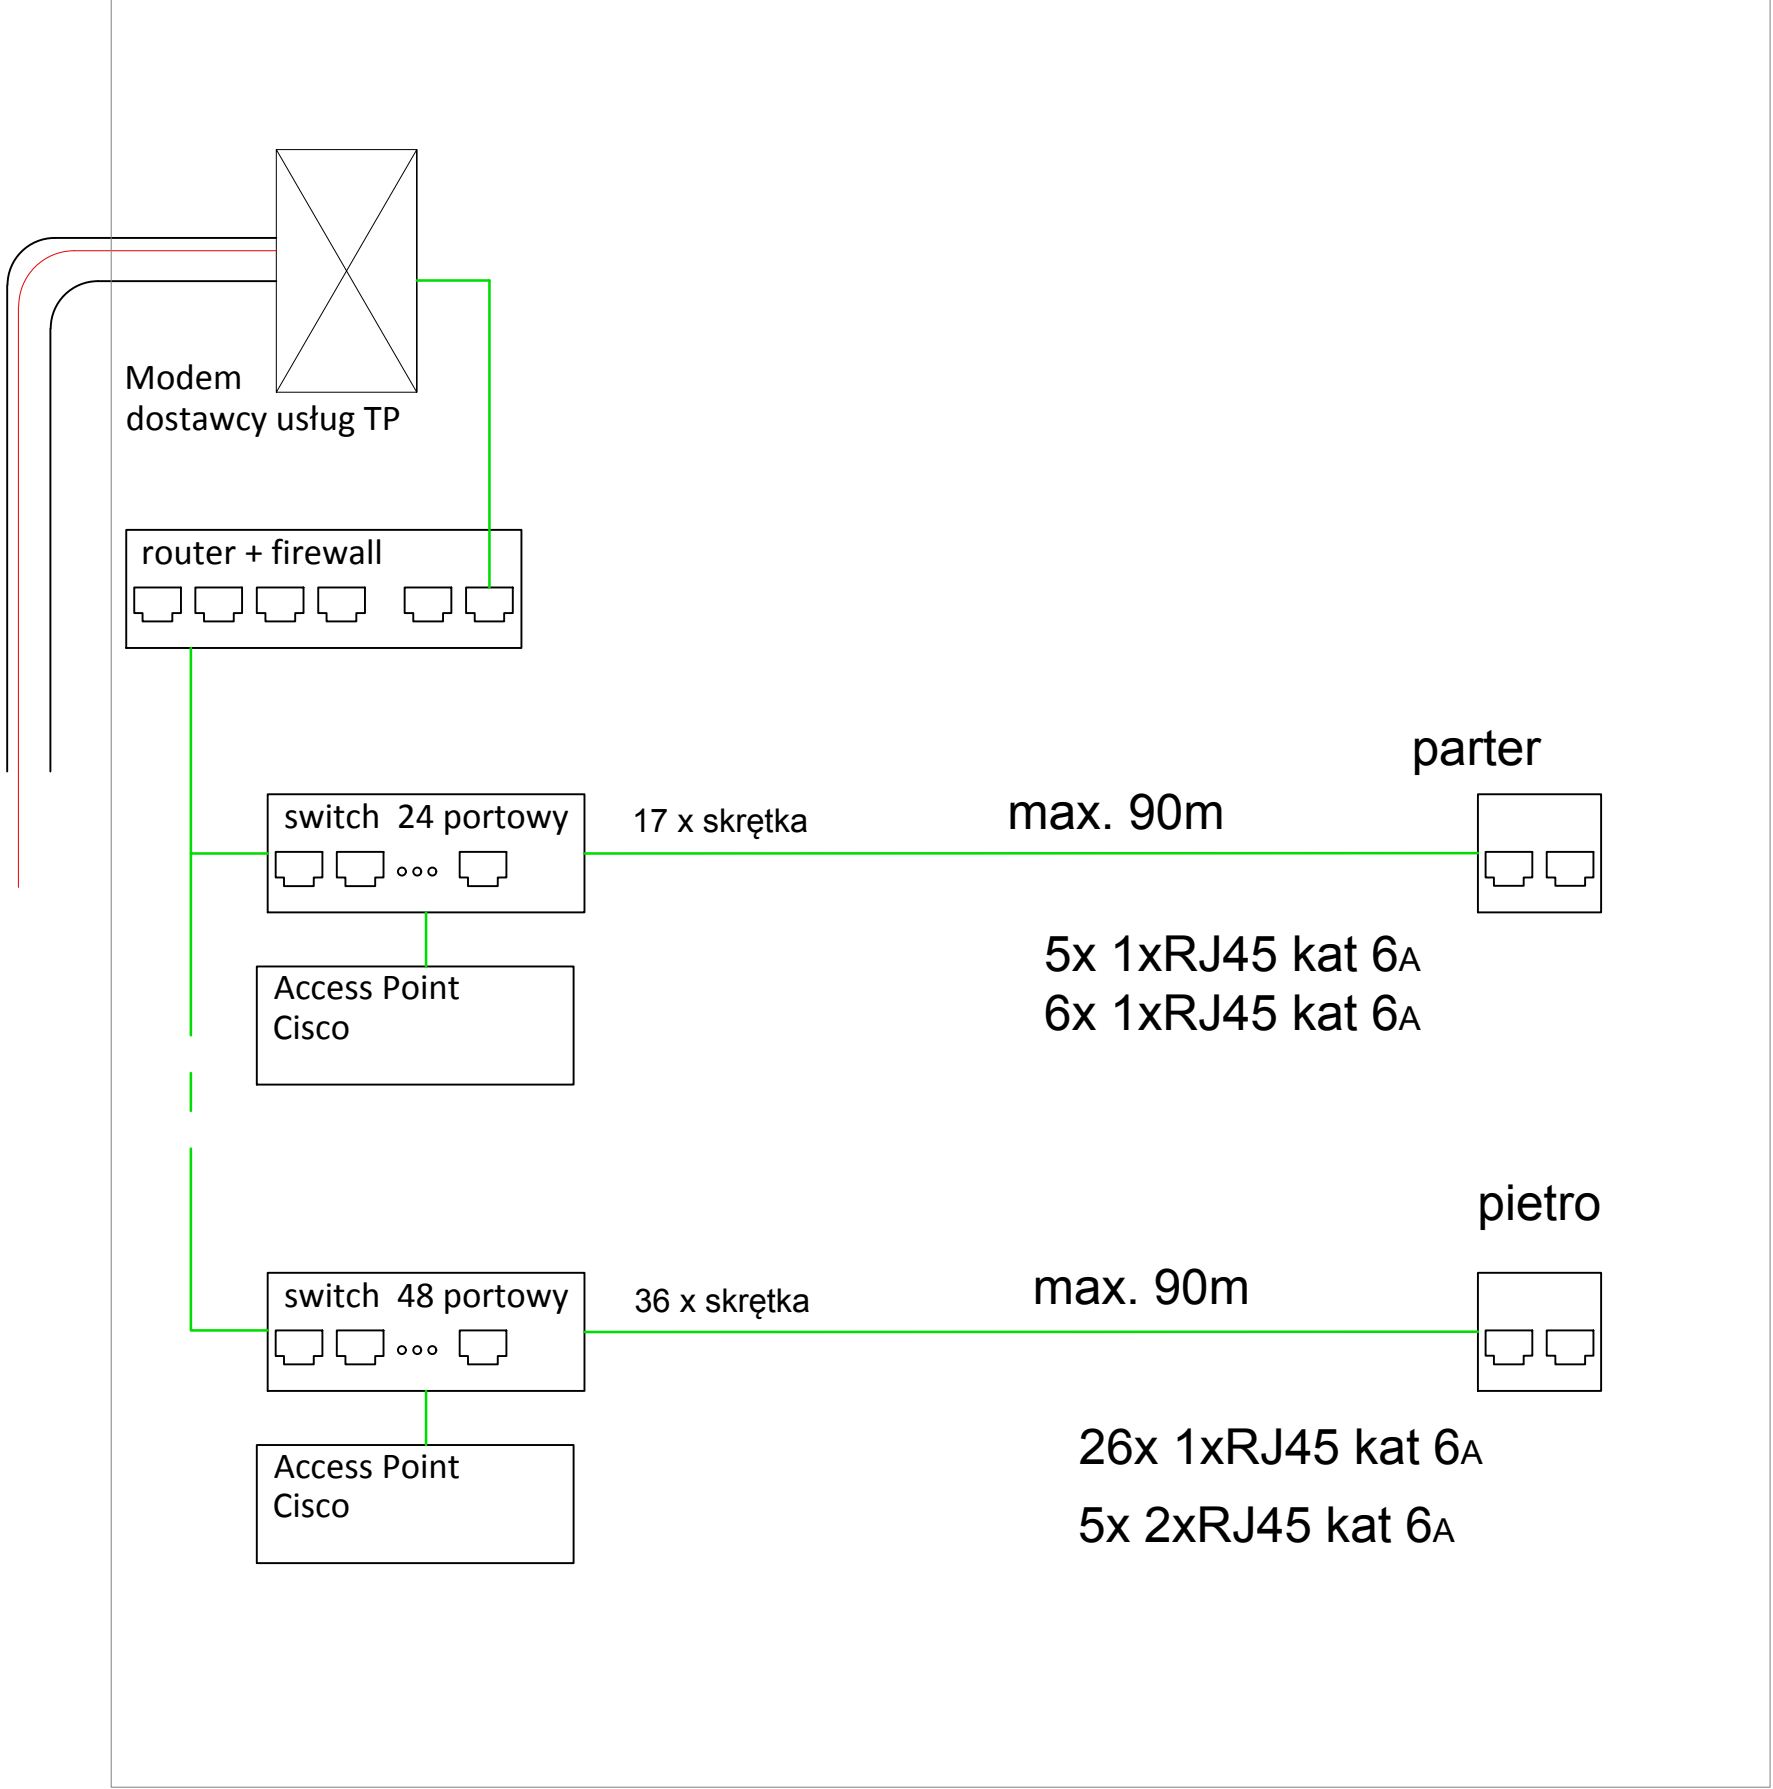 Modem
dostawcy usług TP
router + firewall
parter
switch 24 portowy
17 x skrętka
max. 90m
5x 1xRJ45 kat 6A
6x 1xRJ45 kat 6A
Access Point
Cisco
pietro
switch 48 portowy
36 x skrętka
max. 90m
26x 1xRJ45 kat 6A
5x 2xRJ45 kat 6A
Access Point
Cisco